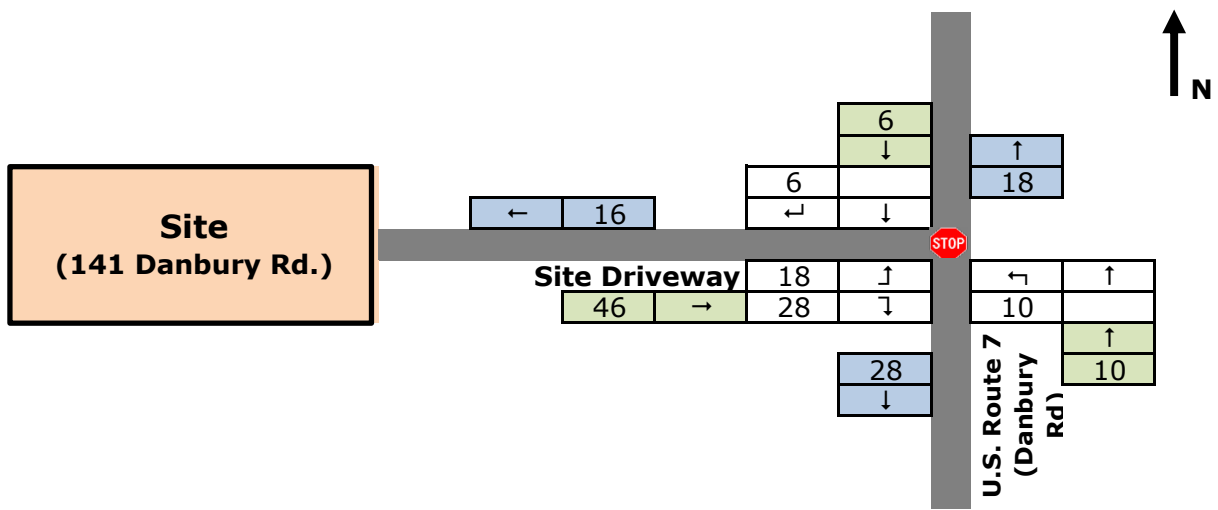 N
6
↓ ↑
6 18
← 16 ↵ ↓
Site
(141 Danbury Rd.)
STOP
Site Driveway 18 ↥ ↰ ↑
46 → 28 ↴ 10
↑
28 10
↓
U.S. Route 7
(Danbury
Rd)